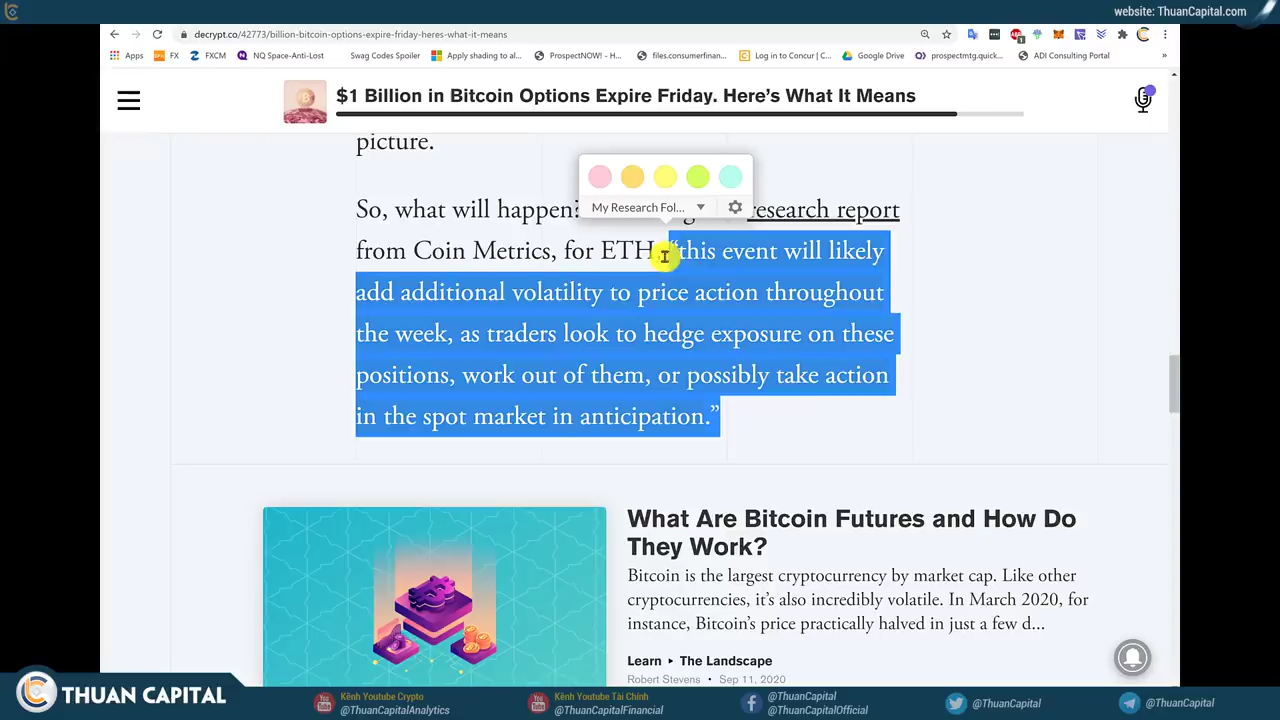 website: ThuanCapital.com
decrypt.co/42773/billion-bitcoin-options-expire-friday-heres-what-it-means
Apps FX FXCM NQ Space-Anti-Lost Swag Codes Spoiler Apply shading to al... ProspectNOW! - H... files.consumerfinan... Log in to Concur | C... Google Drive prospectmtg.quick... ADI Consulting Portal »
$1 Billion in Bitcoin Options Expire Friday. Here’s What It Means
picture.
My Research Fol...
So, what will happen? research report
from Coin Metrics, for ETH, “this event will likely
add additional volatility to price action throughout
the week, as traders look to hedge exposure on these
positions, work out of them, or possibly take action
in the spot market in anticipation.”
What Are Bitcoin Futures and How Do
They Work?
Bitcoin is the largest cryptocurrency by market cap. Like other
cryptocurrencies, it’s also incredibly volatile. In March 2020, for
instance, Bitcoin’s price practically halved in just a few d...
Learn ▸ The Landscape
Robert Stevens • Sep 11, 2020
THUAN CAPITAL
Kênh Youtube Crypto
@ThuanCapitalAnalytics
Kênh Youtube Tài Chính
@ThuanCapitalFinancial
@ThuanCapital
@ThuanCapitalOfficial
@ThuanCapital
@ThuanCapital